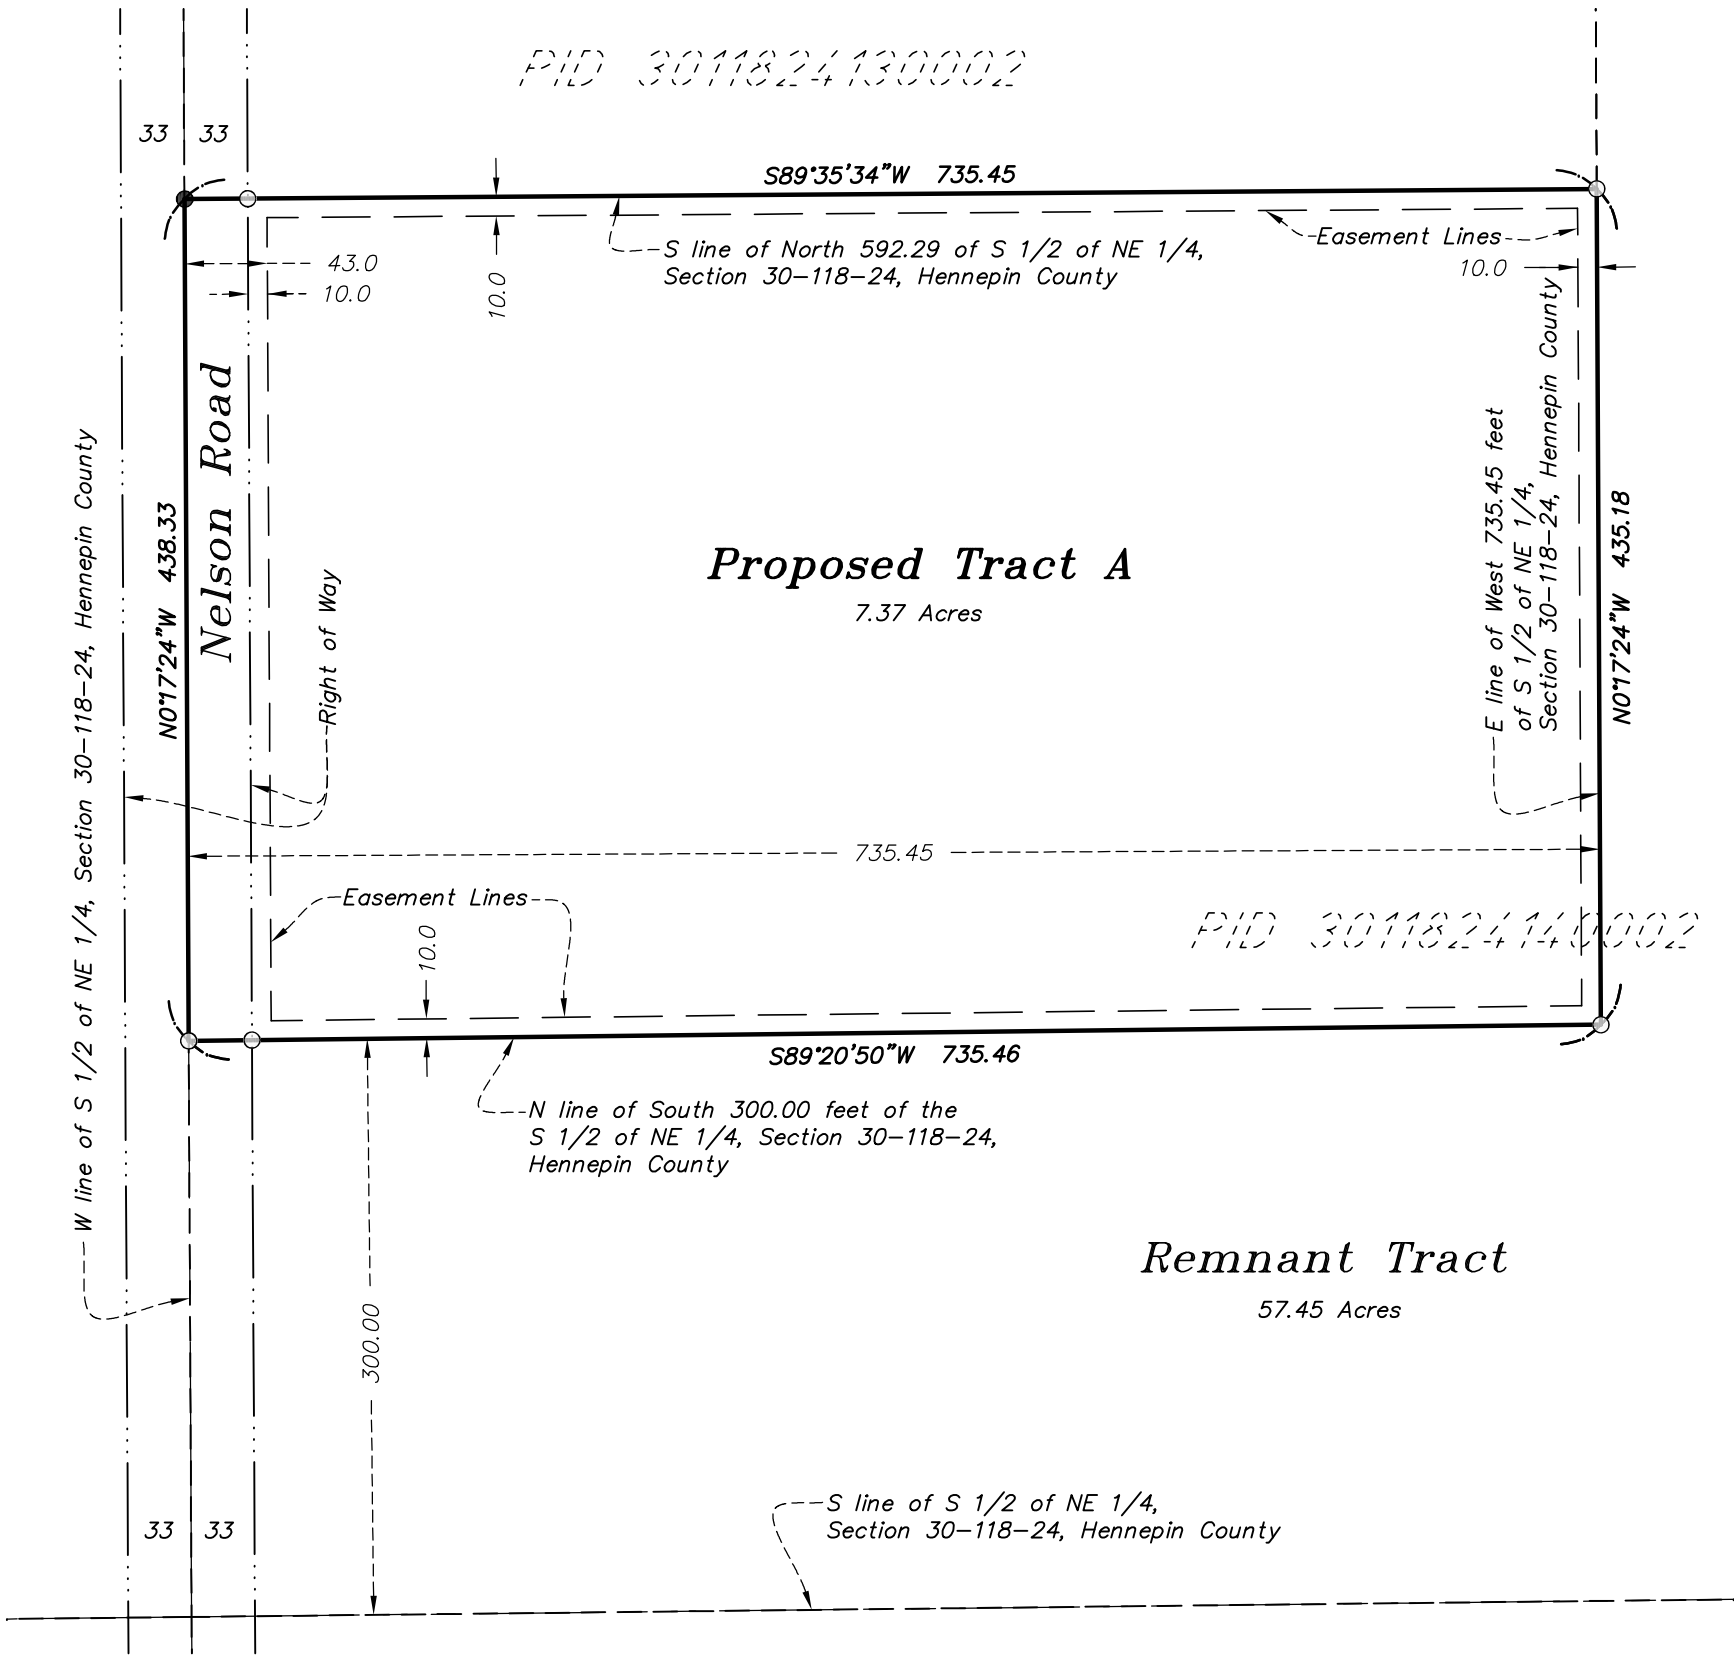 PID 3011824130002
33
33
S89°35'34"W 735.45
S line of North 592.29 of S 1/2 of NE 1/4,
Section 30-118-24, Hennepin County
Easement Lines
10.0
43.0
10.0
10.0
Nelson Road
Right of Way
W line of S 1/2 of NE 1/4, Section 30-118-24, Hennepin County
N0°17'24"W 438.33
Proposed Tract A
7.37 Acres
E line of West 735.45 feet
of S 1/2 of NE 1/4,
Section 30-118-24, Hennepin County
N0°17'24"W 435.18
735.45
Easement Lines
10.0
PID 3011824140002
S89°20'50"W 735.46
N line of South 300.00 feet of the
S 1/2 of NE 1/4, Section 30-118-24,
Hennepin County
300.00
Remnant Tract
57.45 Acres
S line of S 1/2 of NE 1/4,
Section 30-118-24, Hennepin County
33
33